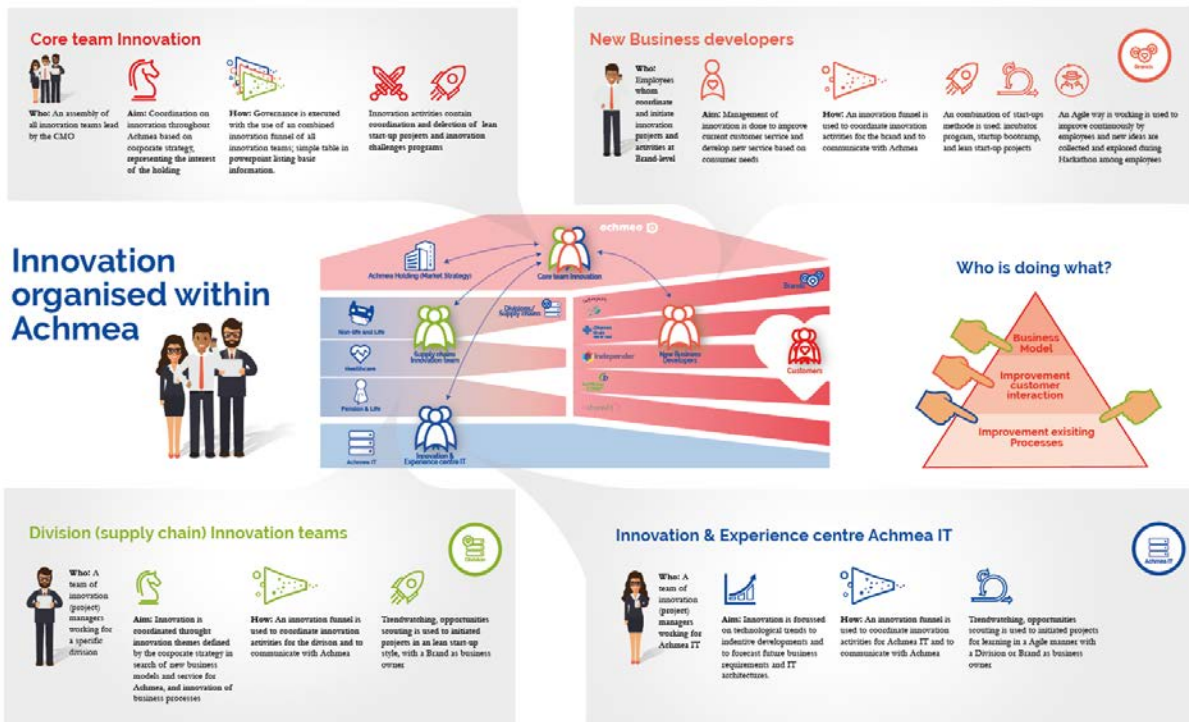 Core team Innovation
Who: An assembly of
all innovation teams lead
by the CMO
Aim: Coordination on
innovation throughout
Achmea based on
corporate strategy,
representing the interest
of the holding
How: Governance is executed
with the use of an combined
innovation funnel of all
innovation teams; simple table in
powerpoint listing basic
information.
Innovation activities contain
coordination and delection of lean
start-up projects and innovation
challenges programs
New Business developers
Brands
Who:
Employees
whom
coordinate
and initiate
innovation
projects and
activities at
Brand-level
Aim: Management of
innovation is done to improve
current customer service and
develop new service based on
consumer needs
How: An innovation funnel is
used to coordinate innovation
activities for the brand and to
communicate with Achmea
An combination of start-ups
methode is used: incubator
program, startup bootcamp,
and lean start-up projects
An Agile way is working is used to
improve continuously by
employees and new ideas are
collected and explored during
Hackathon among employees
Innovation
organised within
Achmea
achmea
Achmea Holding (Market Strategy)
Core team Innovation
Brands
Non-life and Life
Divisions/
Supply chains
Supply chains
Innovation team
Healthcare
Independer
New Business
Developers
Customers
Pension & Life
Achmea IT
Innovation &
Experience centre IT
Who is doing what?
Business
Model
Improvement
customer
interaction
Improvement exisiting
Processes
Division (supply chain) Innovation teams
Division
Who: A
team of
innovation
(project)
managers
working for
a specific
division
Aim: Innovation is
coordinated throught
innovation themes defined
by the corporate strategy in
search of new business
models and service for
Achmea, and innovation of
business processes
How: An innovation funnel is
used to coordinate innovation
activities for the divison and to
communicate with Achmea
Trendwatching, opportunities
scouting is used to initiated
projects in an lean start-up
style, with a Brand as business
owner
Innovation & Experience centre Achmea IT
Achmea IT
Who: A
team of
innovation
(project)
managers
working for
Achmea IT
Aim: Innovation is focussed
on technological trends to
indentive developments and
to forecast future business
requirements and IT
architectures.
How: An innovation funnel is
used to coordinate innovation
activities for Achmea IT and to
communicate with Achmea
Trendwatching, opportunities
scouting is used to initiated projects
for learning in a Agile manner with
a Division or Brand as business
owner